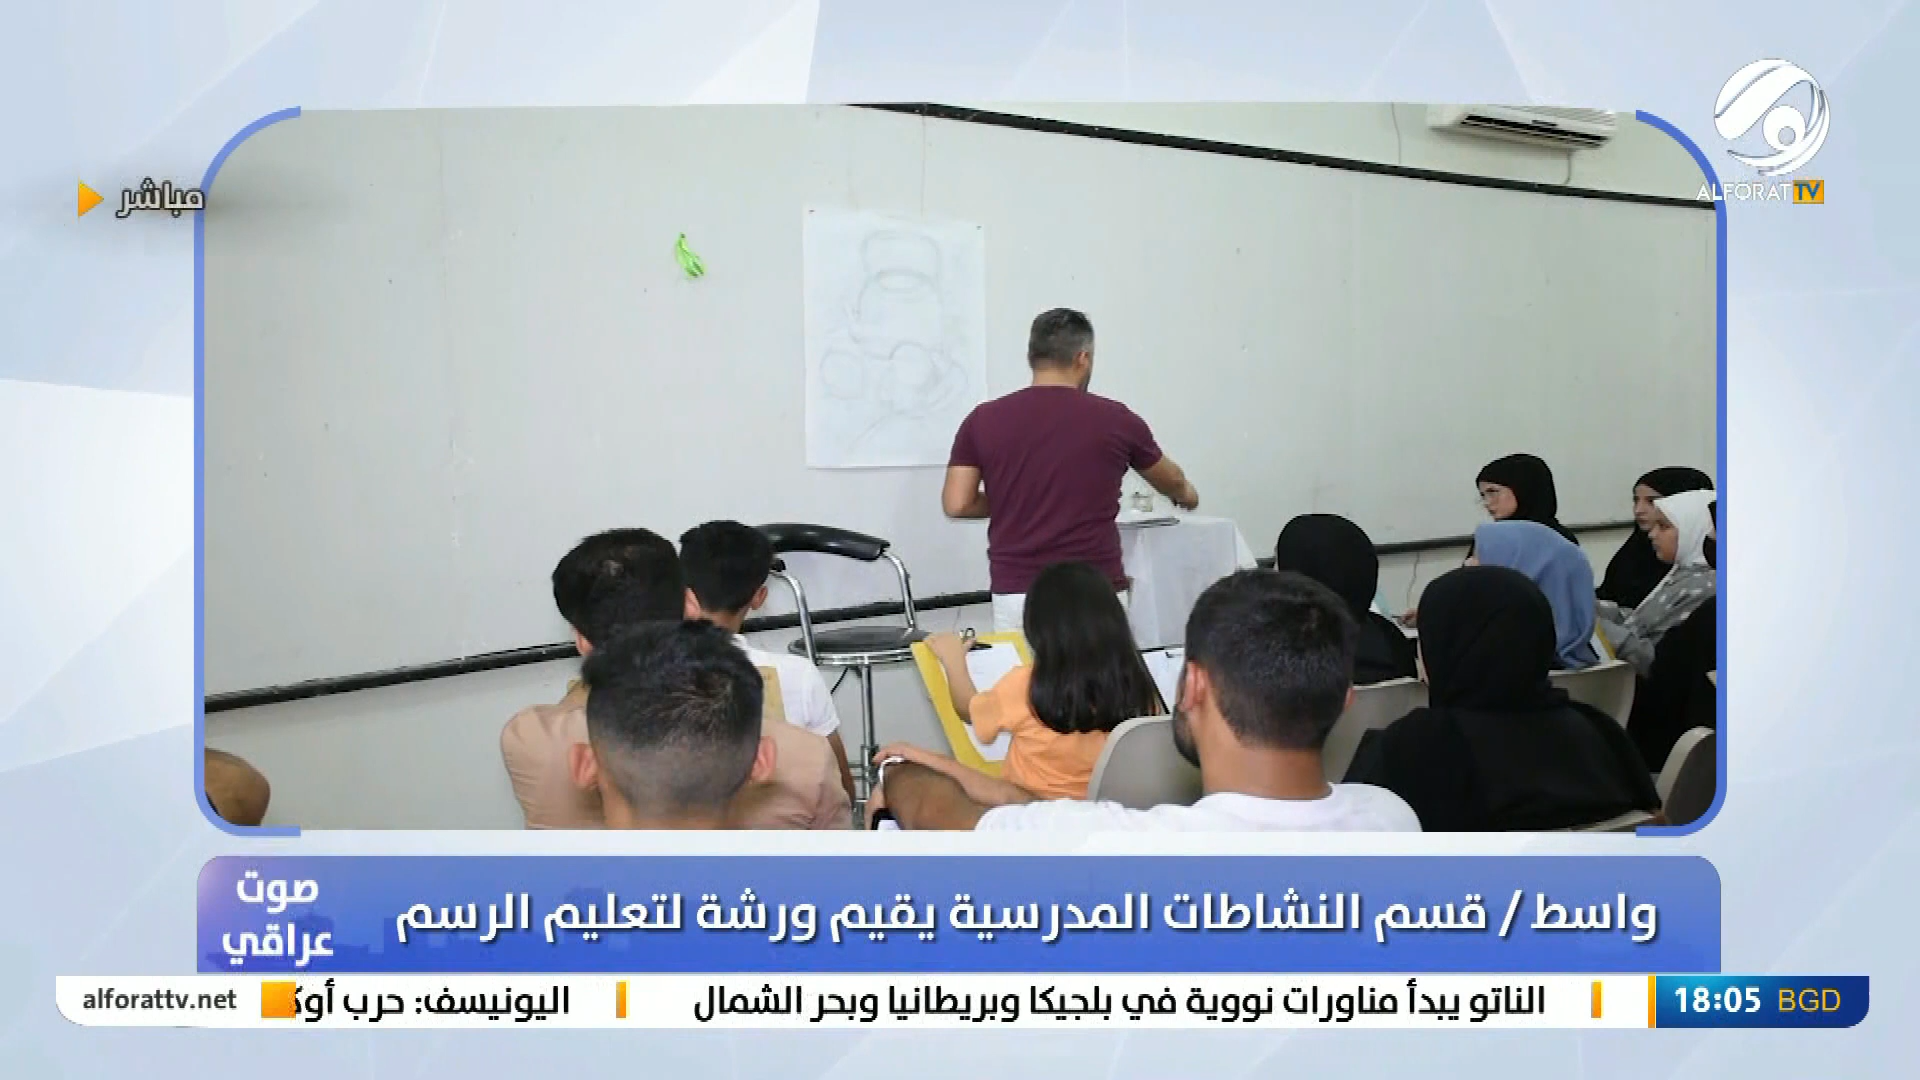 ALFORAT TV
مباشر
واسط / قسم النشاطات المدرسية يقيم ورشة لتعليم الرسم
صوت
عراقي
18:05 BGD
الناتو يبدأ مناورات نووية في بلجيكا وبريطانيا وبحر الشمال
اليونيسف: حرب
alforattv.net